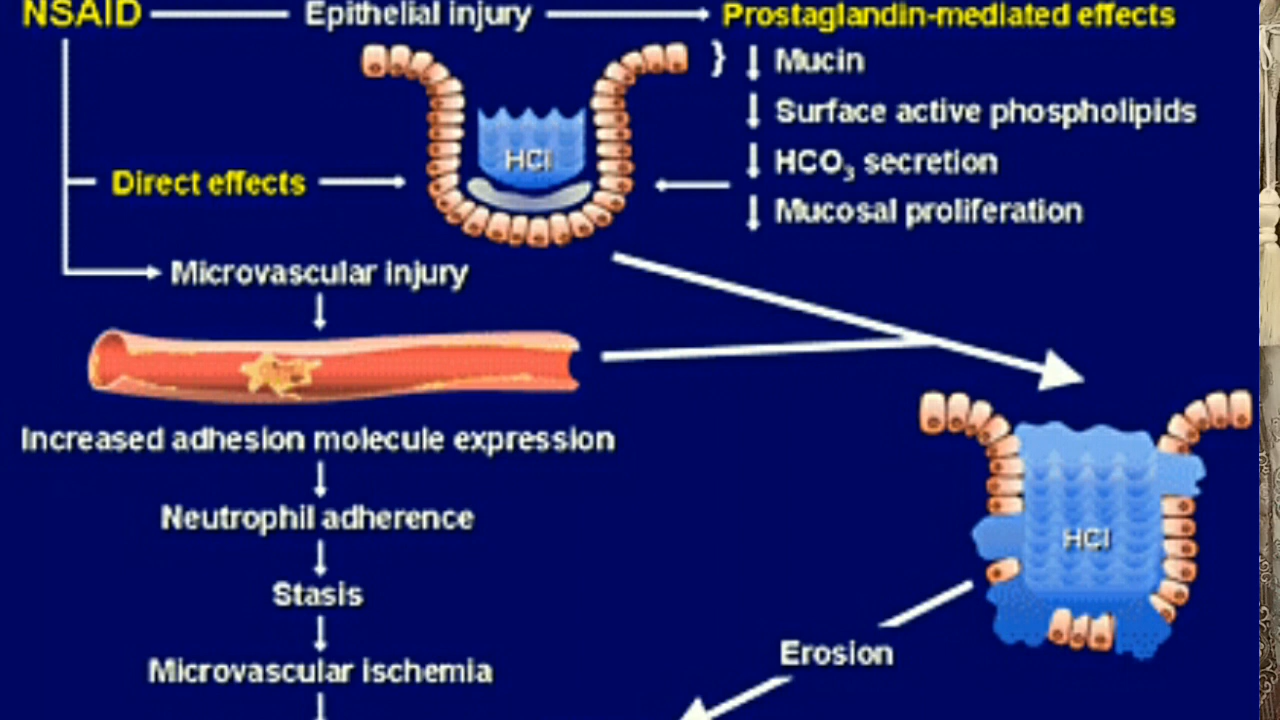 NSAID
Epithelial injury
Prostaglandin-mediated effects
} ↓ Mucin
↓ Surface active phospholipids
HCl
↓ HCO₃ secretion
Direct effects
↓ Mucosal proliferation
Microvascular injury
Increased adhesion molecule expression
Neutrophil adherence
HCl
Stasis
Erosion
Microvascular ischemia